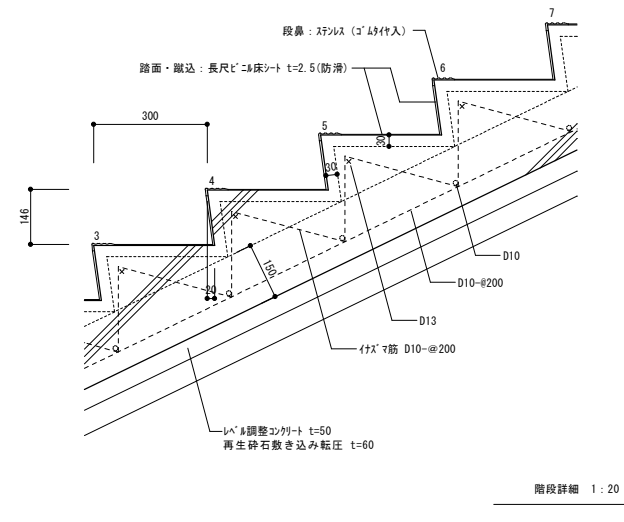 7
段鼻：ｽﾃﾝﾚｽ (ｺﾞﾑﾀｲﾔ入)
6
踏面・蹴込：長尺ﾋﾞﾆﾙ床ｼｰﾄ t=2.5(防滑)
300
5
30
30
4
146
3
D10
150
D10-@200
20
D13
ｲﾅｽﾞﾏ筋 D10-@200
ﾚﾍﾞﾙ調整ｺﾝｸﾘｰﾄ t=50
再生砕石敷き込み転圧 t=60
階段詳細 1:20